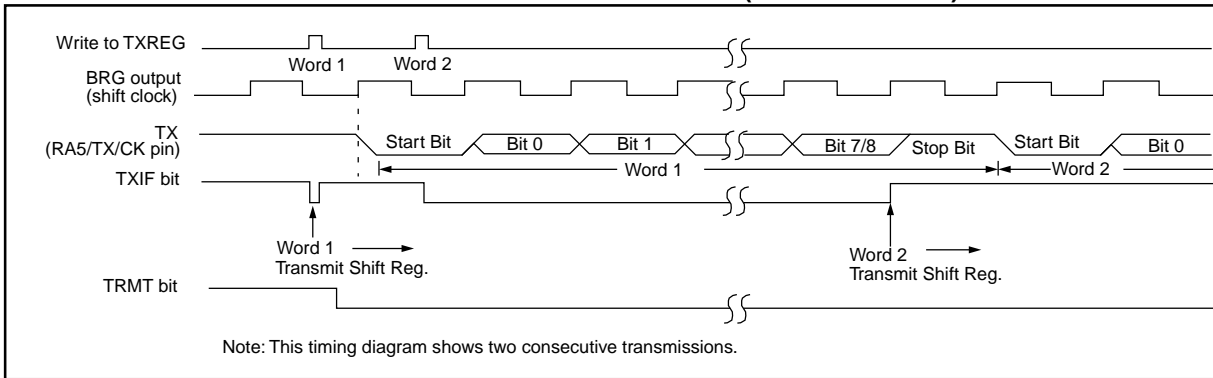 Write to TXREG
Word 1
Word 2
BRG output
(shift clock)
TX
(RA5/TX/CK pin)
Start Bit
Bit 0
Bit 1
Bit 7/8
Stop Bit
Start Bit
Bit 0
Word 1
Word 2
TXIF bit
Word 1
Transmit Shift Reg.
Word 2
Transmit Shift Reg.
TRMT bit
Note: This timing diagram shows two consecutive transmissions.